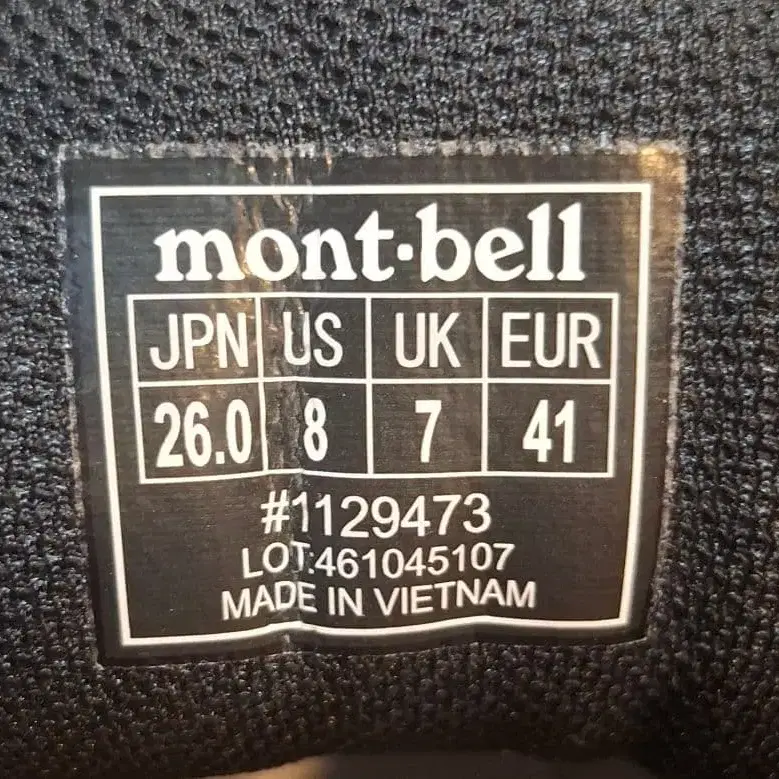 mont·bell
JPN US UK EUR
26.0 8 7 41
#1129473
LOT:461045107
MADE IN VIETNAM